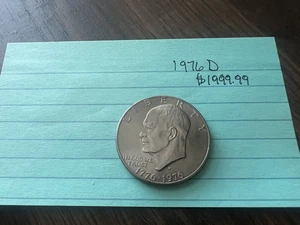 1976 D
$1999.99
LIBERTY
IN GOD WE
TRUST
1776-1976